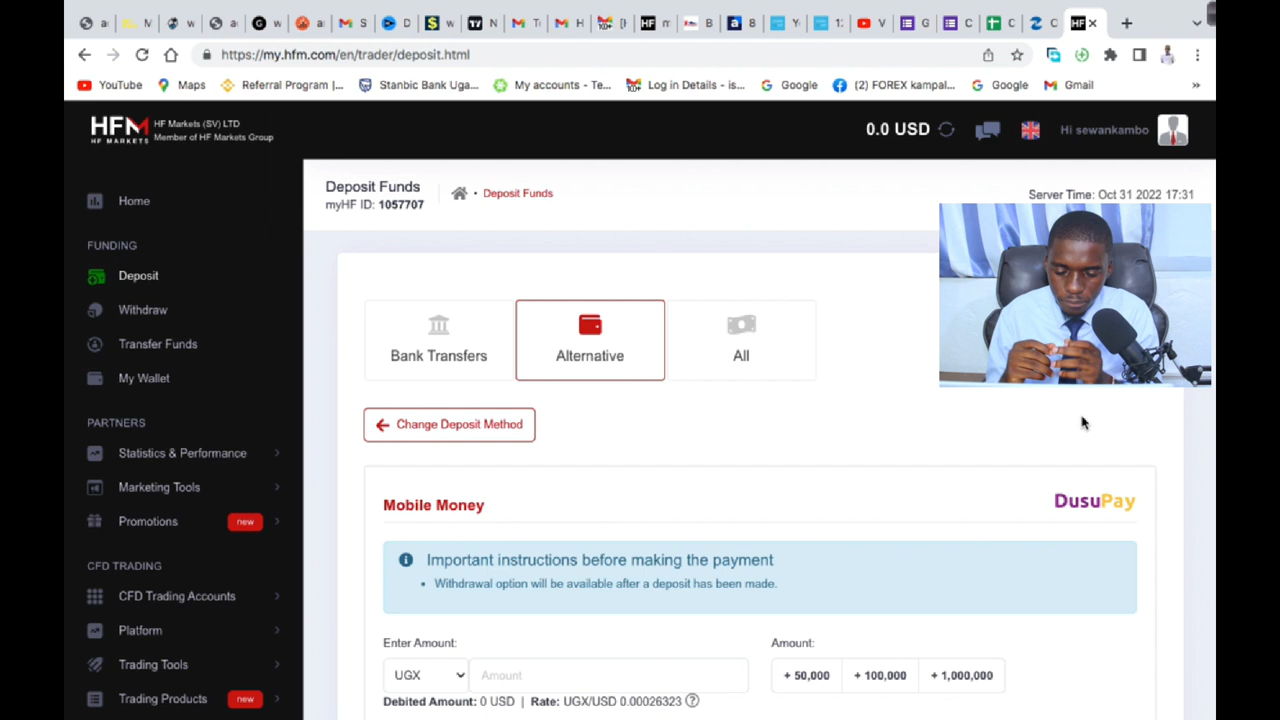 https://my.hfm.com/en/trader/deposit.html
YouTube Maps Referral Program |... Stanbic Bank Uga... My accounts - Te... Log in Details - is... Google (2) FOREX kampal... Google Gmail »
HFM HF MARKETS HF Markets (SV) LTD
Member of HF Markets Group
0.0 USD Hi sewankambo
Deposit Funds
myHF ID: 1057707
• Deposit Funds
Server Time: Oct 31 2022 17:31
Home
FUNDING
Deposit
Withdraw
Transfer Funds
My Wallet
PARTNERS
Statistics & Performance
Marketing Tools
Promotions new
CFD TRADING
CFD Trading Accounts
Platform
Trading Tools
Trading Products new
Bank Transfers
Alternative
All
Change Deposit Method
Mobile Money
DusuPay
Important instructions before making the payment
• Withdrawal option will be available after a deposit has been made.
Enter Amount:
UGX Amount
Amount:
+ 50,000 + 100,000 + 1,000,000
Debited Amount: 0 USD | Rate: UGX/USD 0.00026323